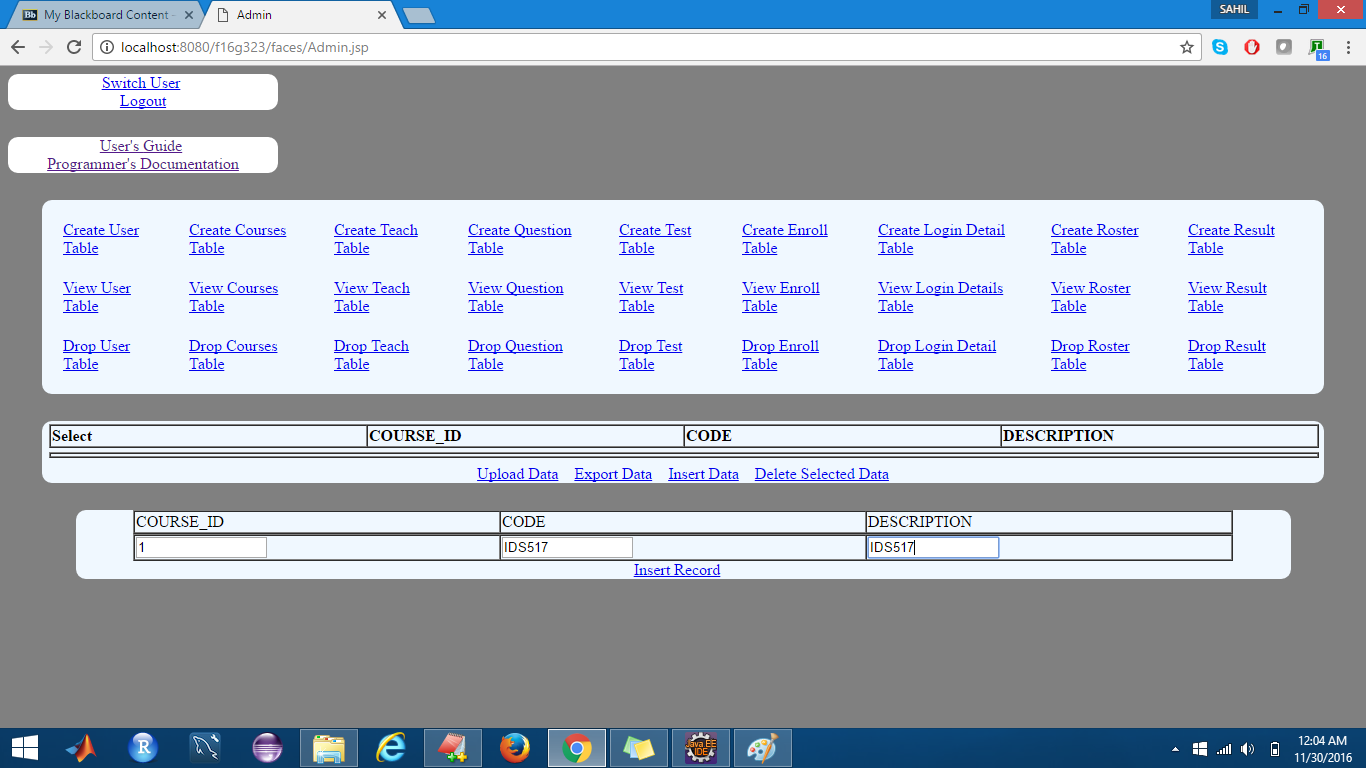 My Blackboard Content -
Admin
SAHIL
localhost:8080/f16g323/faces/Admin.jsp
16
Switch User
Logout
User's Guide
Programmer's Documentation
Create User Table
Create Courses Table
Create Teach Table
Create Question Table
Create Test Table
Create Enroll Table
Create Login Detail Table
Create Roster Table
Create Result Table
View User Table
View Courses Table
View Teach Table
View Question Table
View Test Table
View Enroll Table
View Login Details Table
View Roster Table
View Result Table
Drop User Table
Drop Courses Table
Drop Teach Table
Drop Question Table
Drop Test Table
Drop Enroll Table
Drop Login Detail Table
Drop Roster Table
Drop Result Table
Select COURSE_ID CODE DESCRIPTION
Upload Data Export Data Insert Data Delete Selected Data
COURSE_ID CODE DESCRIPTION
1 IDS517 IDS517
Insert Record
Java EE
IDE
12:04 AM
11/30/2016